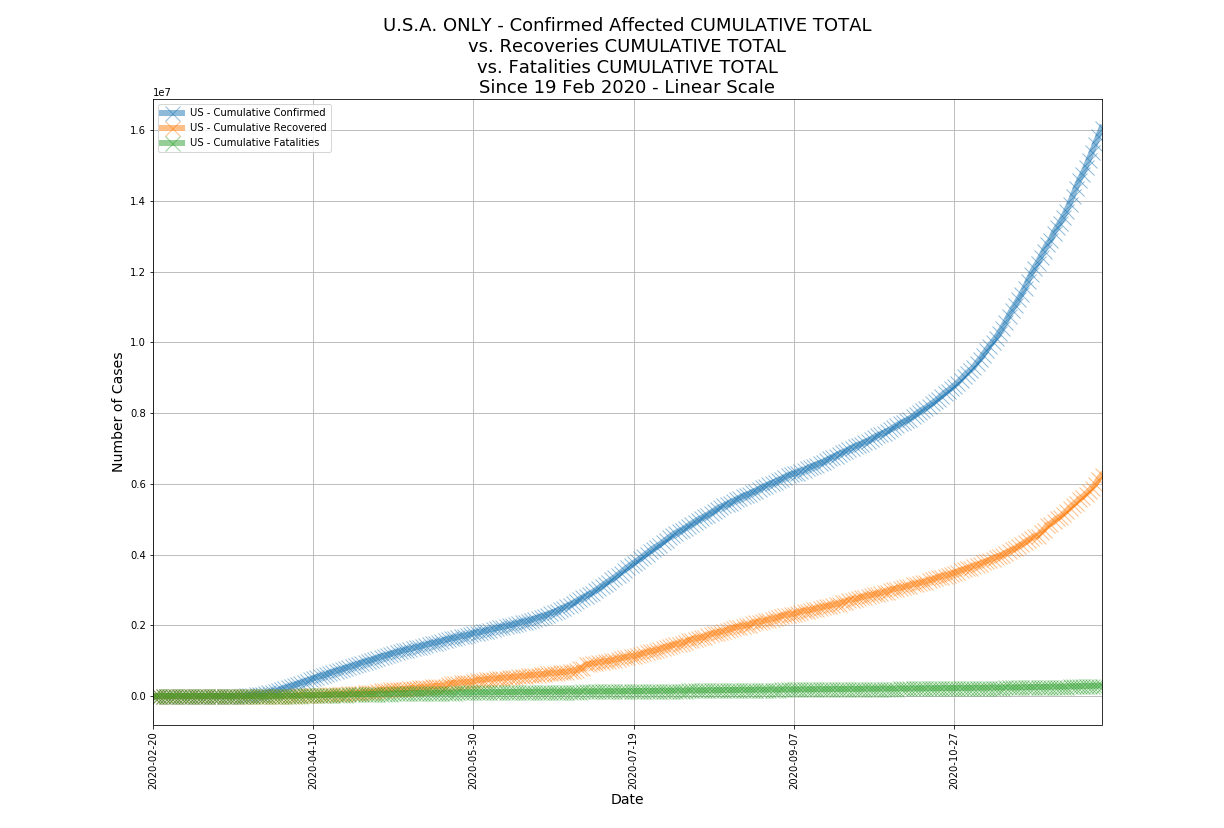 U.S.A. ONLY - Confirmed Affected CUMULATIVE TOTAL
vs. Recoveries CUMULATIVE TOTAL
vs. Fatalities CUMULATIVE TOTAL
Since 19 Feb 2020 - Linear Scale
1e7
US - Cumulative Confirmed
US - Cumulative Recovered
US - Cumulative Fatalities
1.6
1.4
1.2
1.0
0.8
0.6
0.4
0.2
0.0
Number of Cases
2020-02-20
2020-04-10
2020-05-30
2020-07-19
2020-09-07
2020-10-27
Date